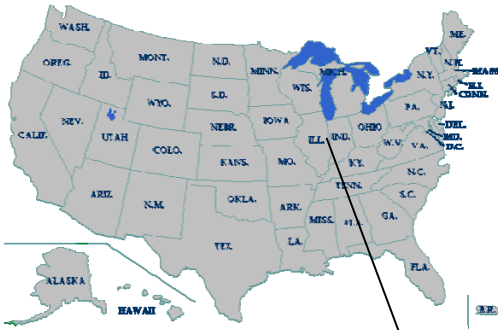 WASH.
ME.
MONT.
N.D.
MINN.
VT.
N.H.
OREG.
ID.
S.D.
WIS.
MICH.
N.Y.
MASS.
R.I.
CONN.
WYO.
NEV.
UTAH
NEBR.
IOWA
ILL.
IND.
OHIO
PA.
N.J.
DEL.
MD.
D.C.
CALIF.
COLO.
KANS.
MO.
KY.
W.V.
VA.
ARIZ.
N.M.
OKLA.
ARK.
TENN.
N.C.
S.C.
TEX.
LA.
MISS.
ALA.
GA.
FLA.
ALASKA
HAWAII
P.R.